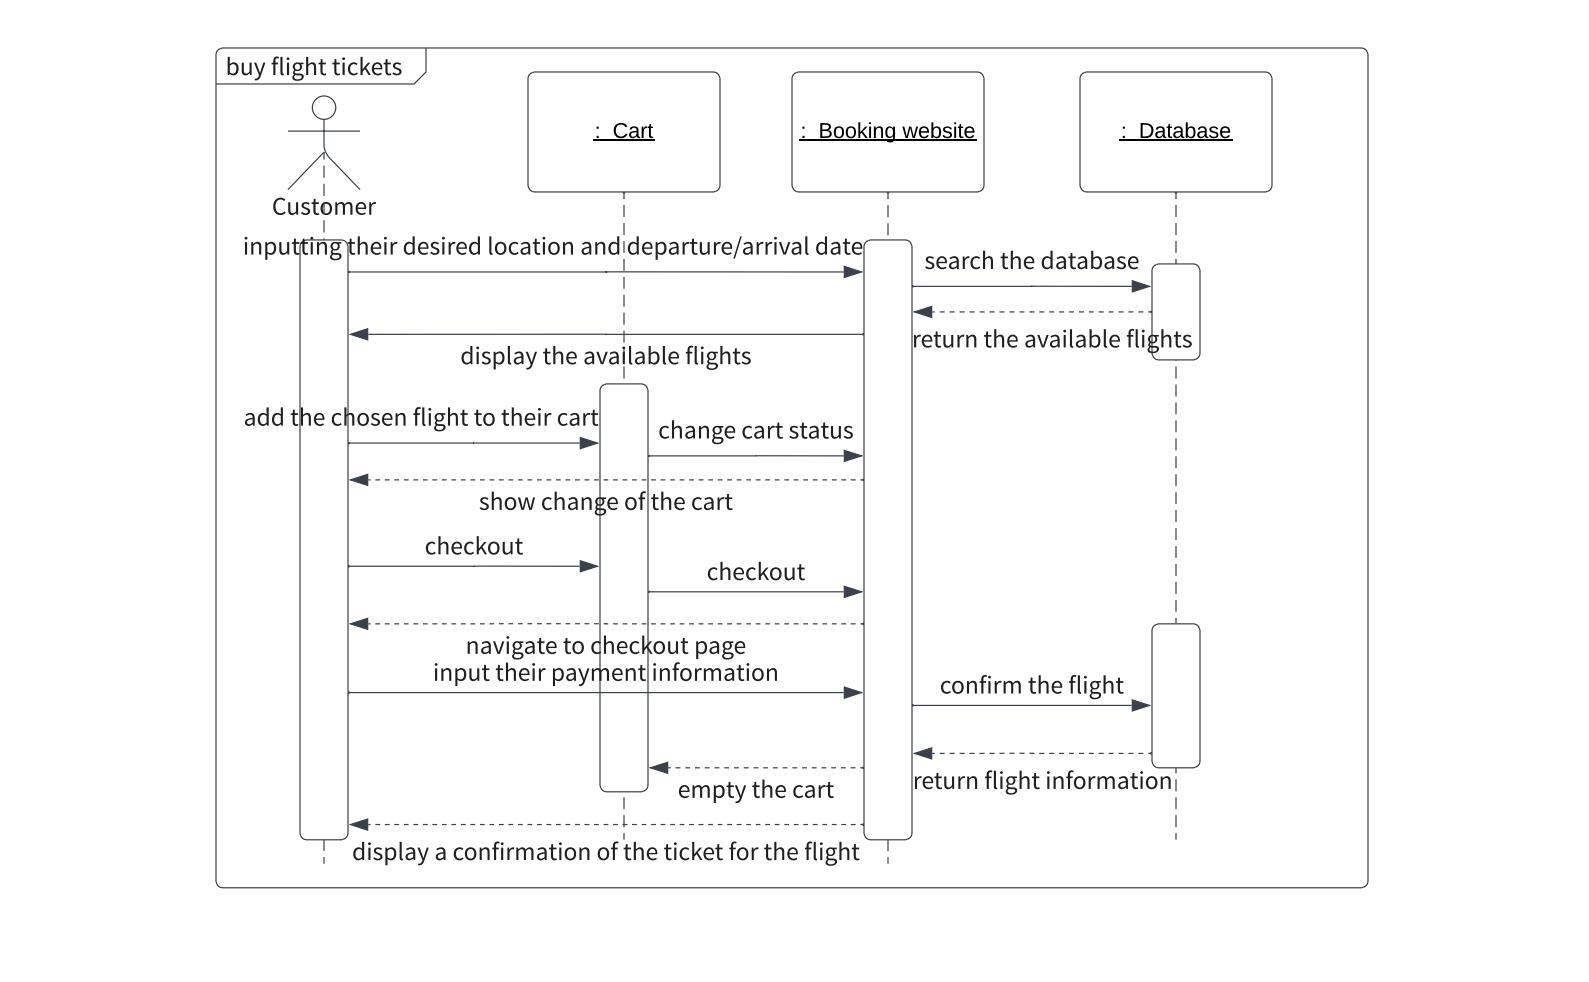 buy flight tickets
: Cart
: Booking website
: Database
Customer
inputting their desired location and departure/arrival date
search the database
return the available flights
display the available flights
add the chosen flight to their cart
change cart status
show change of the cart
checkout
checkout
navigate to checkout page
input their payment information
confirm the flight
return flight information
empty the cart
display a confirmation of the ticket for the flight